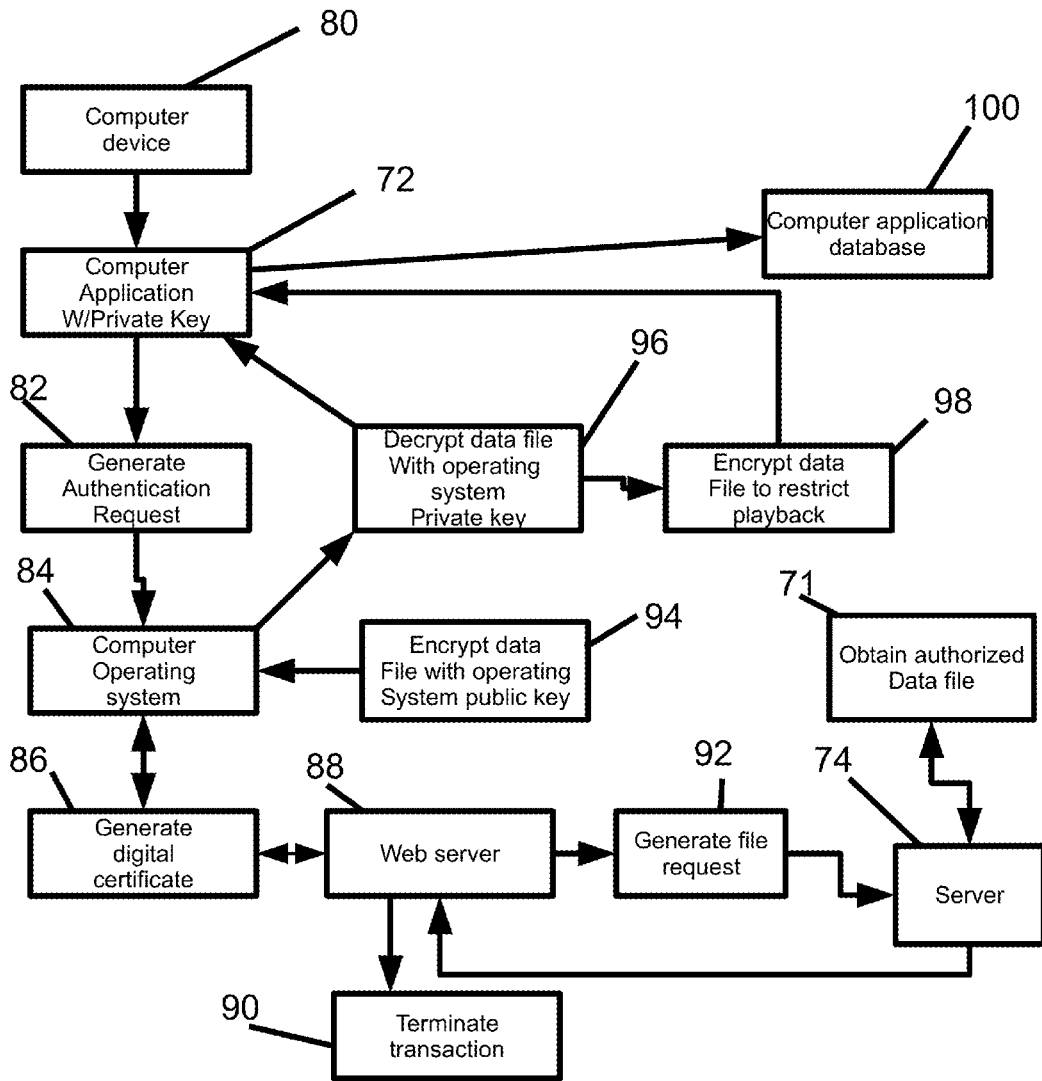 80
Computer
device
100
72
Computer application
database
Computer
Application
W/Private Key
96
82
98
Generate
Authentication
Request
Decrypt data file
With operating
system
Private key
Encrypt data
File to restrict
playback
84
71
94
Computer
Operating
system
Encrypt data
File with operating
System public key
Obtain authorized
Data file
86
88
92
74
Generate
digital
certificate
Web server
Generate file
request
Server
90
Terminate
transaction